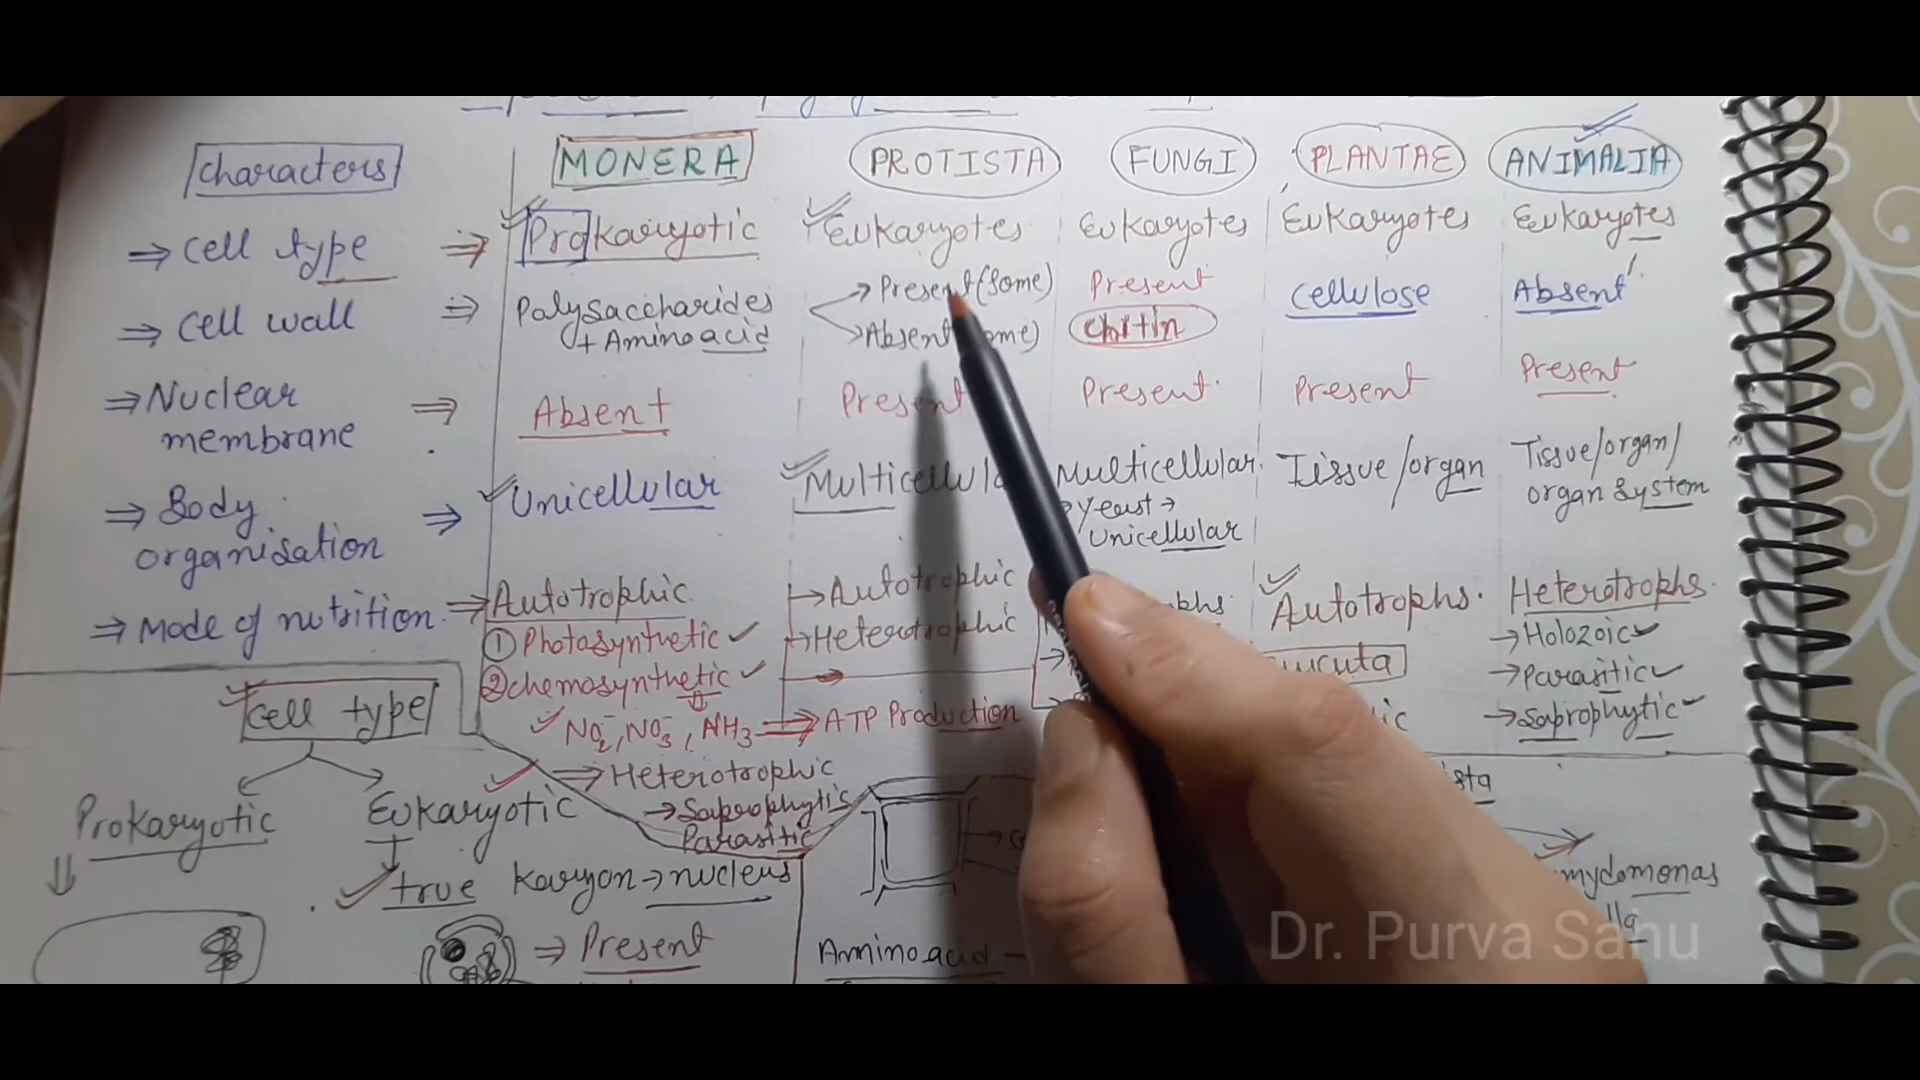 Characters MONERA PROTISTA FUNGI PLANTAE ANIMALIA
⇒ Cell type ⇒ Prokaryotic Eukaryotes Eukaryotes Eukaryotes Eukaryotes
⇒ Cell wall ⇒ Polysaccharides + Amino acid
→ Present (Some)
→ Absent
Present
Chitin
Cellulose
Absent
⇒ Nuclear membrane ⇒ Absent Present Present Present Present
⇒ Body organisation ⇒ Unicellular
Multicellular.
Yeast →
Unicellular
Tissue/organ
Tissue/organ/
organ System
⇒ Mode of nutrition ⇒ Autotrophic
① Photosynthetic
② Chemosynthetic
NO2-, NO3-, NH3 ⇒ ATP Production
⇒ Heterotrophic
→ Saprophytic
Parasitic
→ Autotrophic
→ Heterotrophic
Autotrophs.
Heterotrophs.
→ Holozoic
→ Parasitic
→ Saprophytic
Cell type
Prokaryotic Eukaryotic
true karyon → nucleus
⇒ Present
Amino acid –
Dr. Purva Sahu